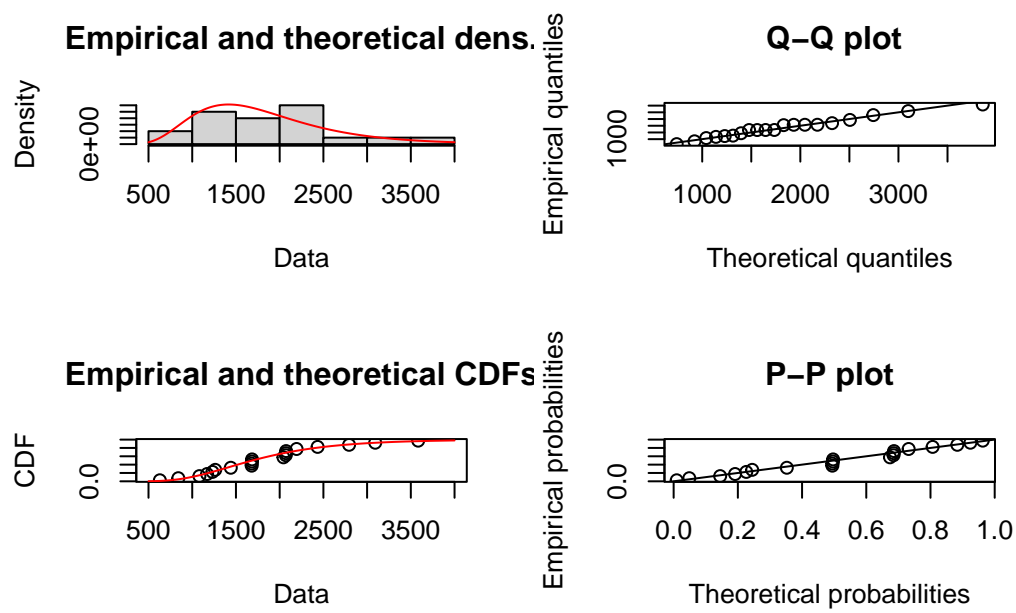 Empirical and theoretical dens.
Density
0e+00
500 1500 2500 3500
Data
Q−Q plot
Empirical quantiles
1000
1000 2000 3000
Theoretical quantiles
Empirical and theoretical CDFs
CDF
0.0
500 1500 2500 3500
Data
P−P plot
Empirical probabilities
0.0
0.0 0.2 0.4 0.6 0.8 1.0
Theoretical probabilities